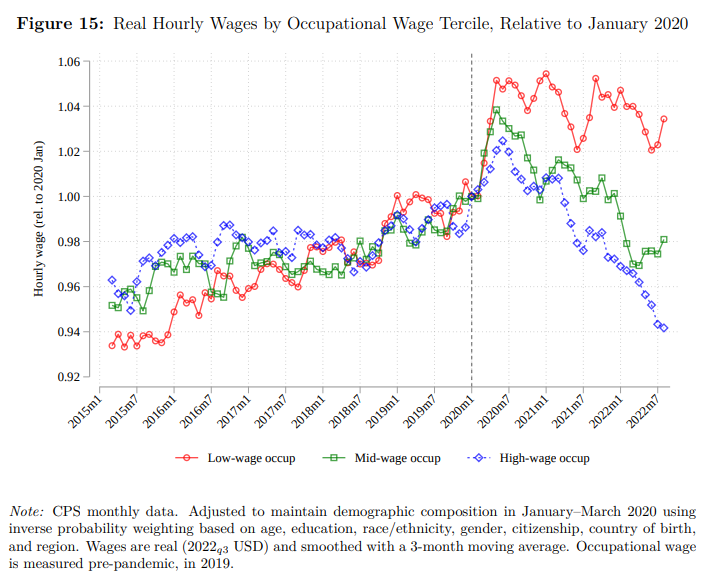 Figure 15: Real Hourly Wages by Occupational Wage Tercile, Relative to January 2020
1.06
1.04
1.02
1.00
0.98
0.96
0.94
0.92
Hourly wage (rel. to 2020 Jan)
2015m1
2015m7
2016m1
2016m7
2017m1
2017m7
2018m1
2018m7
2019m1
2019m7
2020m1
2020m7
2021m1
2021m7
2022m1
2022m7
Low-wage occup
Mid-wage occup
High-wage occup
Note: CPS monthly data. Adjusted to maintain demographic composition in January–March 2020 using
inverse probability weighting based on age, education, race/ethnicity, gender, citizenship, country of birth,
and region. Wages are real (2022q3 USD) and smoothed with a 3-month moving average. Occupational wage
is measured pre-pandemic, in 2019.